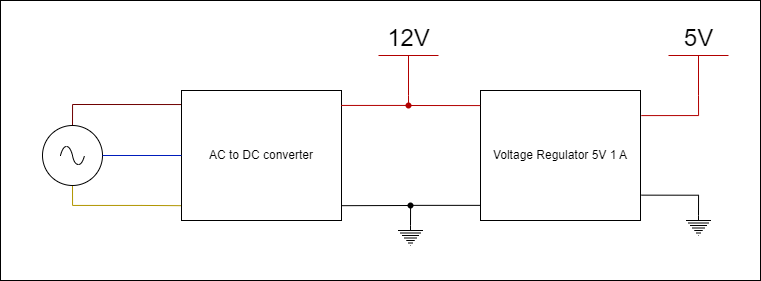 12V
5V
AC to DC converter
Voltage Regulator 5V 1 A